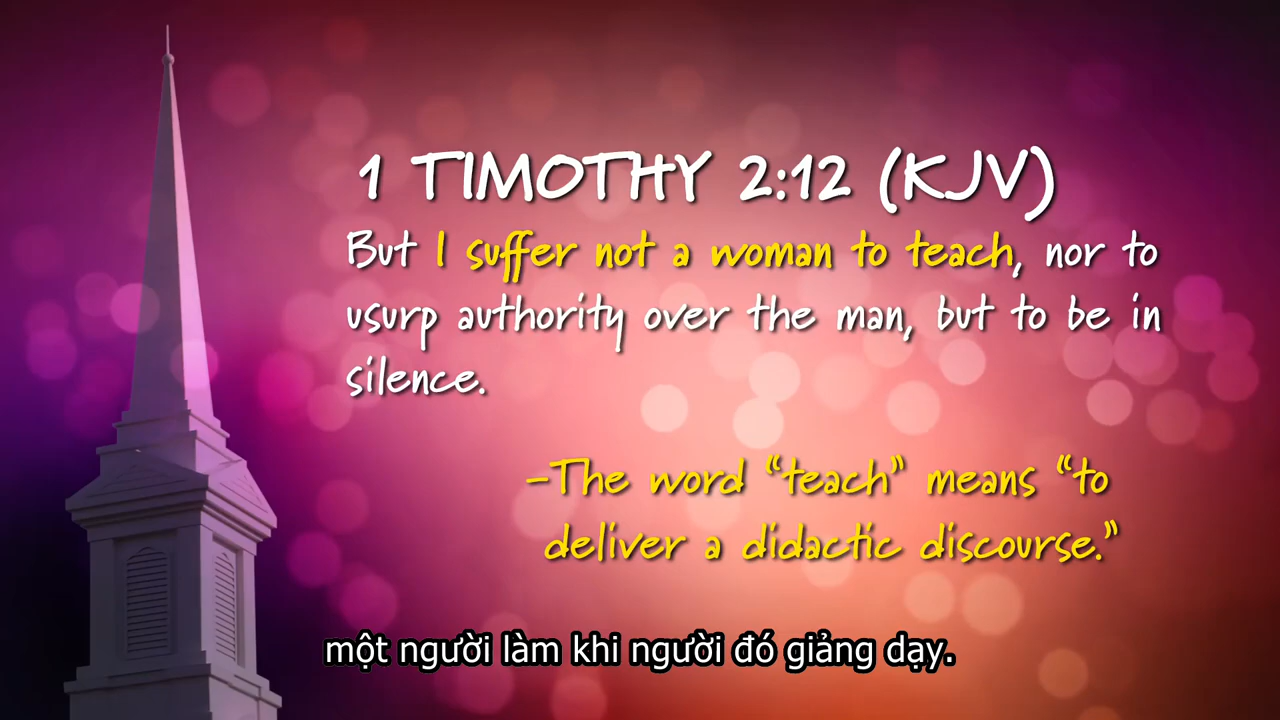 1 TIMOTHY 2:12 (KJV)
But I suffer not a woman to teach, nor to
usurp authority over the man, but to be in
silence.
-The word "teach" means "to
deliver a didactic discourse."
một người làm khi người đó giảng dạy.